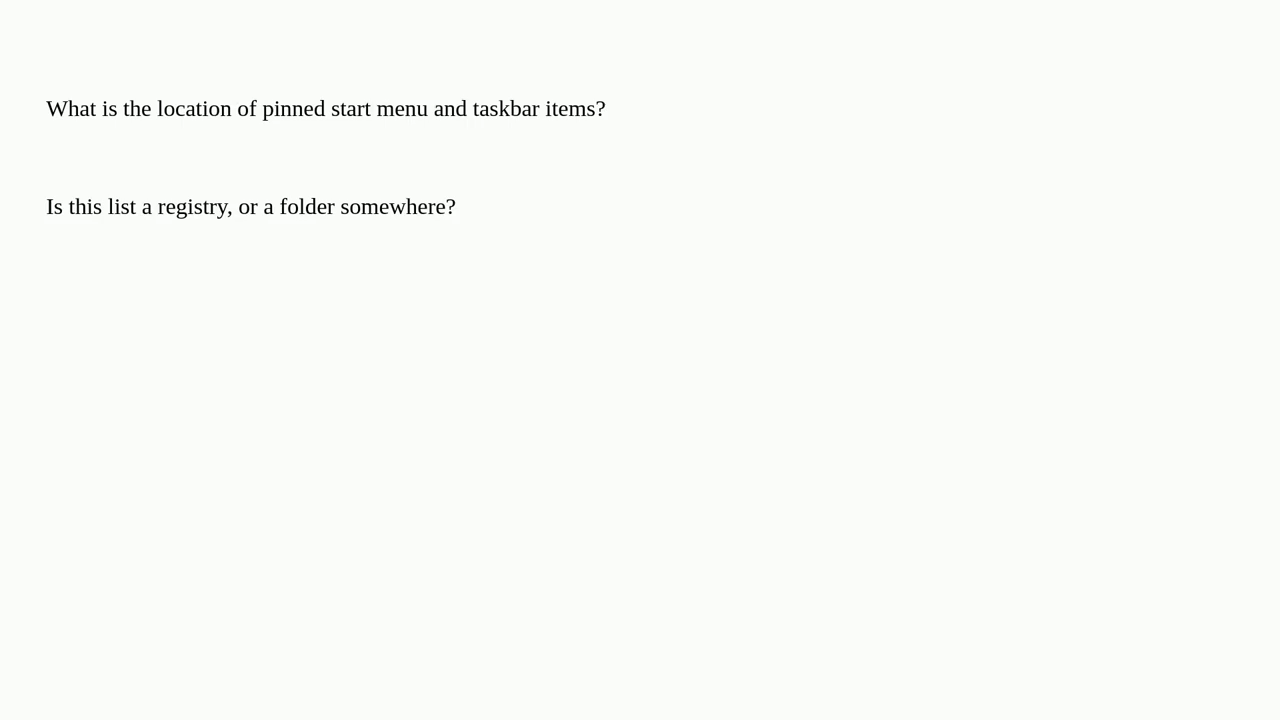 What is the location of pinned start menu and taskbar items?
Is this list a registry, or a folder somewhere?